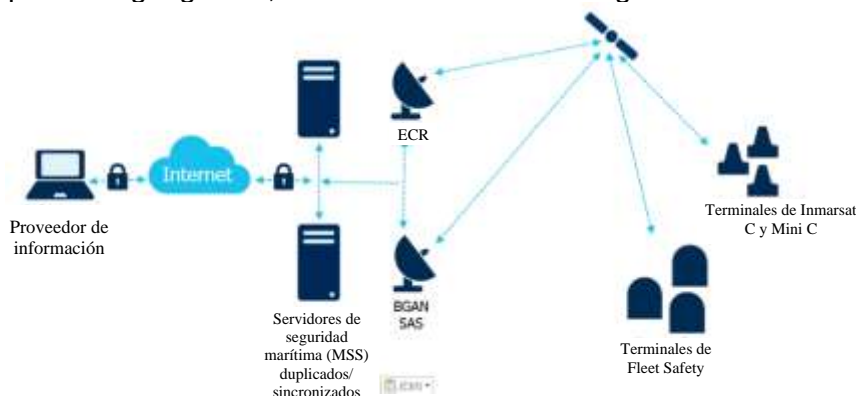 ECR
Internet
Proveedor de
información
Terminales de Inmarsat
C y Mini C
BGAN
SAS
Servidores de
seguridad
marítima (MSS)
duplicados/
sincronizados
Terminales de
Fleet Safety